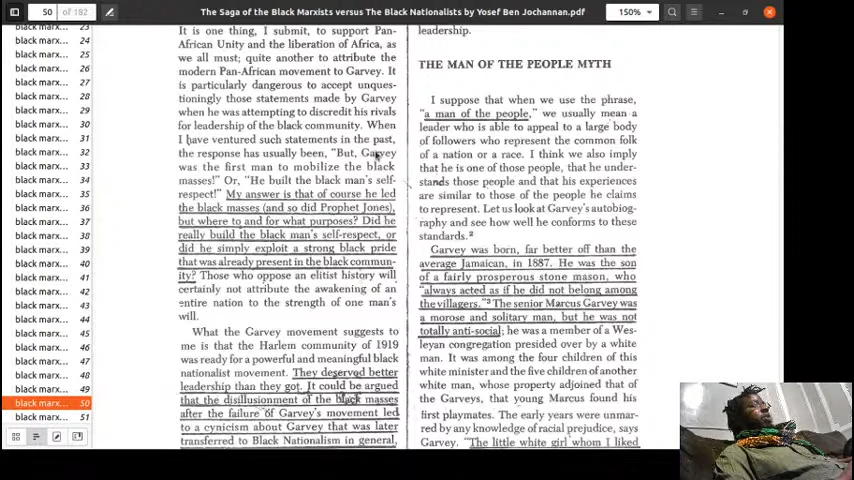 50 of 182
The Saga of the Black Marxists versus The Black Nationalists by Yosef Ben Jochannan.pdf
150%
black marx... 23
black marx... 24
black marx... 25
black marx... 26
black marx... 27
black marx... 28
black marx... 29
black marx... 30
black marx... 31
black marx... 32
black marx... 33
black marx... 34
black marx... 35
black marx... 36
black marx... 37
black marx... 38
black marx... 39
black marx... 40
black marx... 41
black marx... 42
black marx... 43
black marx... 44
black marx... 45
black marx... 46
black marx... 47
black marx... 48
black marx... 49
black marx... 50
black marx... 51
It is one thing, I submit, to support Pan-
African Unity and the liberation of Africa, as
we all must; quite another to attribute the
modern Pan-African movement to Garvey. It
is particularly dangerous to accept unques-
tioningly those statements made by Garvey
when he was attempting to discredit his rivals
for leadership of the black community. When
I have ventured such statements in the past,
the response has usually been, "But, Garvey
was the first man to mobilize the black
masses!" Or, "He built the black man's self-
respect!" My answer is that of course he led
the black masses (and so did Prophet Jones),
but where to and for what purposes? Did he
really build the black man's self-respect, or
did he simply exploit a strong black pride
that was already present in the black commun-
ity? Those who oppose an elitist history will
certainly not attribute the awakening of an
entire nation to the strength of one man's
will.
What the Garvey movement suggests to
me is that the Harlem community of 1919
was ready for a powerful and meaningful black
nationalist movement. They deserved better
leadership than they got. It could be argued
that the disillusionment of the black masses
after the failure of Garvey's movement led
to a cynicism about Garvey that was later
transferred to Black Nationalism in general,
leadership.
THE MAN OF THE PEOPLE MYTH
I suppose that when we use the phrase,
"a man of the people," we usually mean a
leader who is able to appeal to a large body
of followers who represent the common folk
of a nation or a race. I think we also imply
that he is one of those people, that he under-
stands those people and that his experiences
are similar to those of the people he claims
to represent. Let us look at Garvey's autobiog-
raphy and see how well he conforms to these
standards.2
Garvey was born, far better off than the
average Jamaican, in 1887. He was the son
of a fairly prosperous stone mason, who
"always acted as if he did not belong among
the villagers."3 The senior Marcus Garvey was
a morose and solitary man, but he was not
totally anti-social; he was a member of a Wes-
leyan congregation presided over by a white
man. It was among the four children of this
white minister and the five children of another
white man, whose property adjoined that of
the Garveys, that young Marcus found his
first playmates. The early years were unmar-
red by any knowledge of racial prejudice, says
Garvey. "The little white girl whom I liked